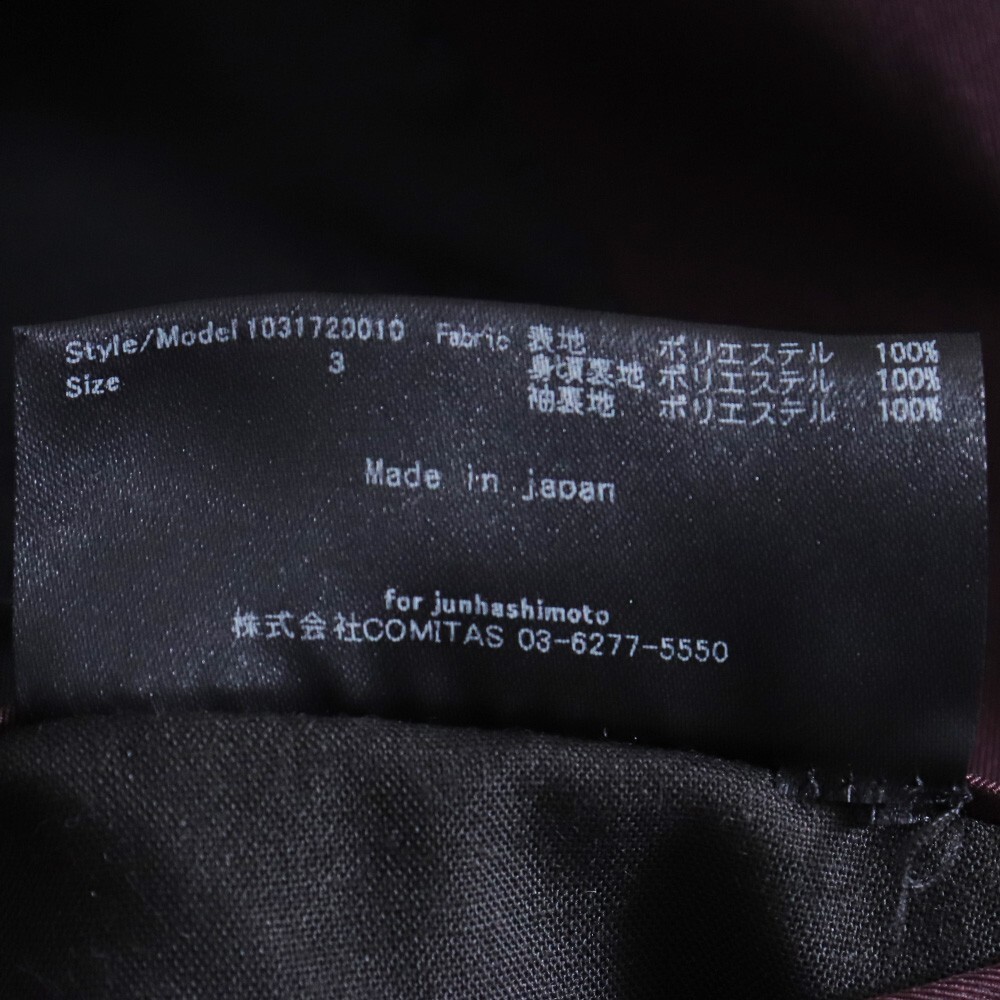 Style/Model 1031720010 Fabric 表地 ポリエステル 100%
Size 3 身頃裏地 ポリエステル 100%
袖裏地 ポリエステル 100%
Made in japan
for junhashimoto
株式会社COMITAS 03-6277-5550